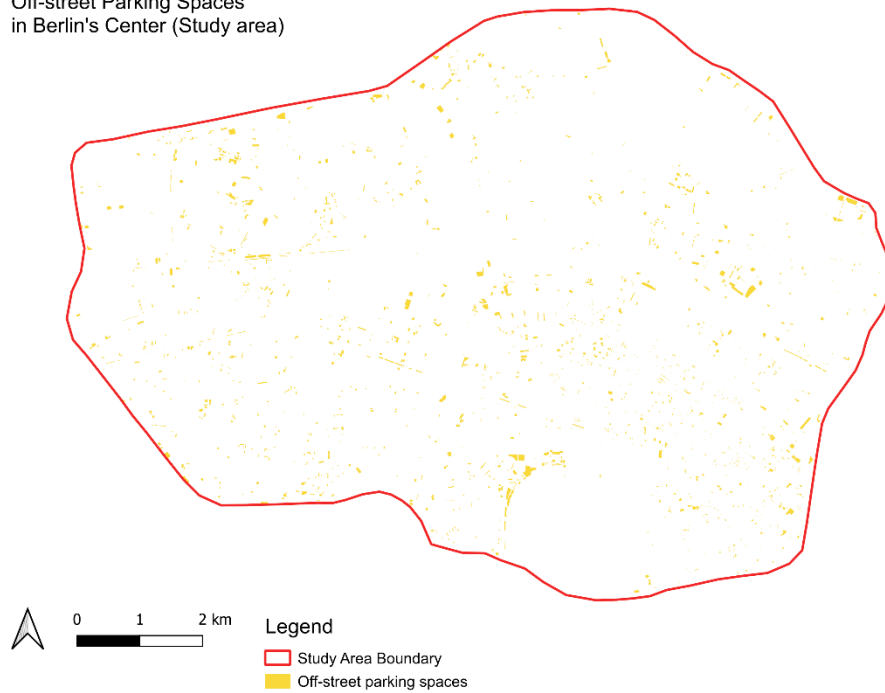 Off-street Parking Spaces
in Berlin's Center (Study area)
0 1 2 km
Legend
Study Area Boundary
Off-street parking spaces